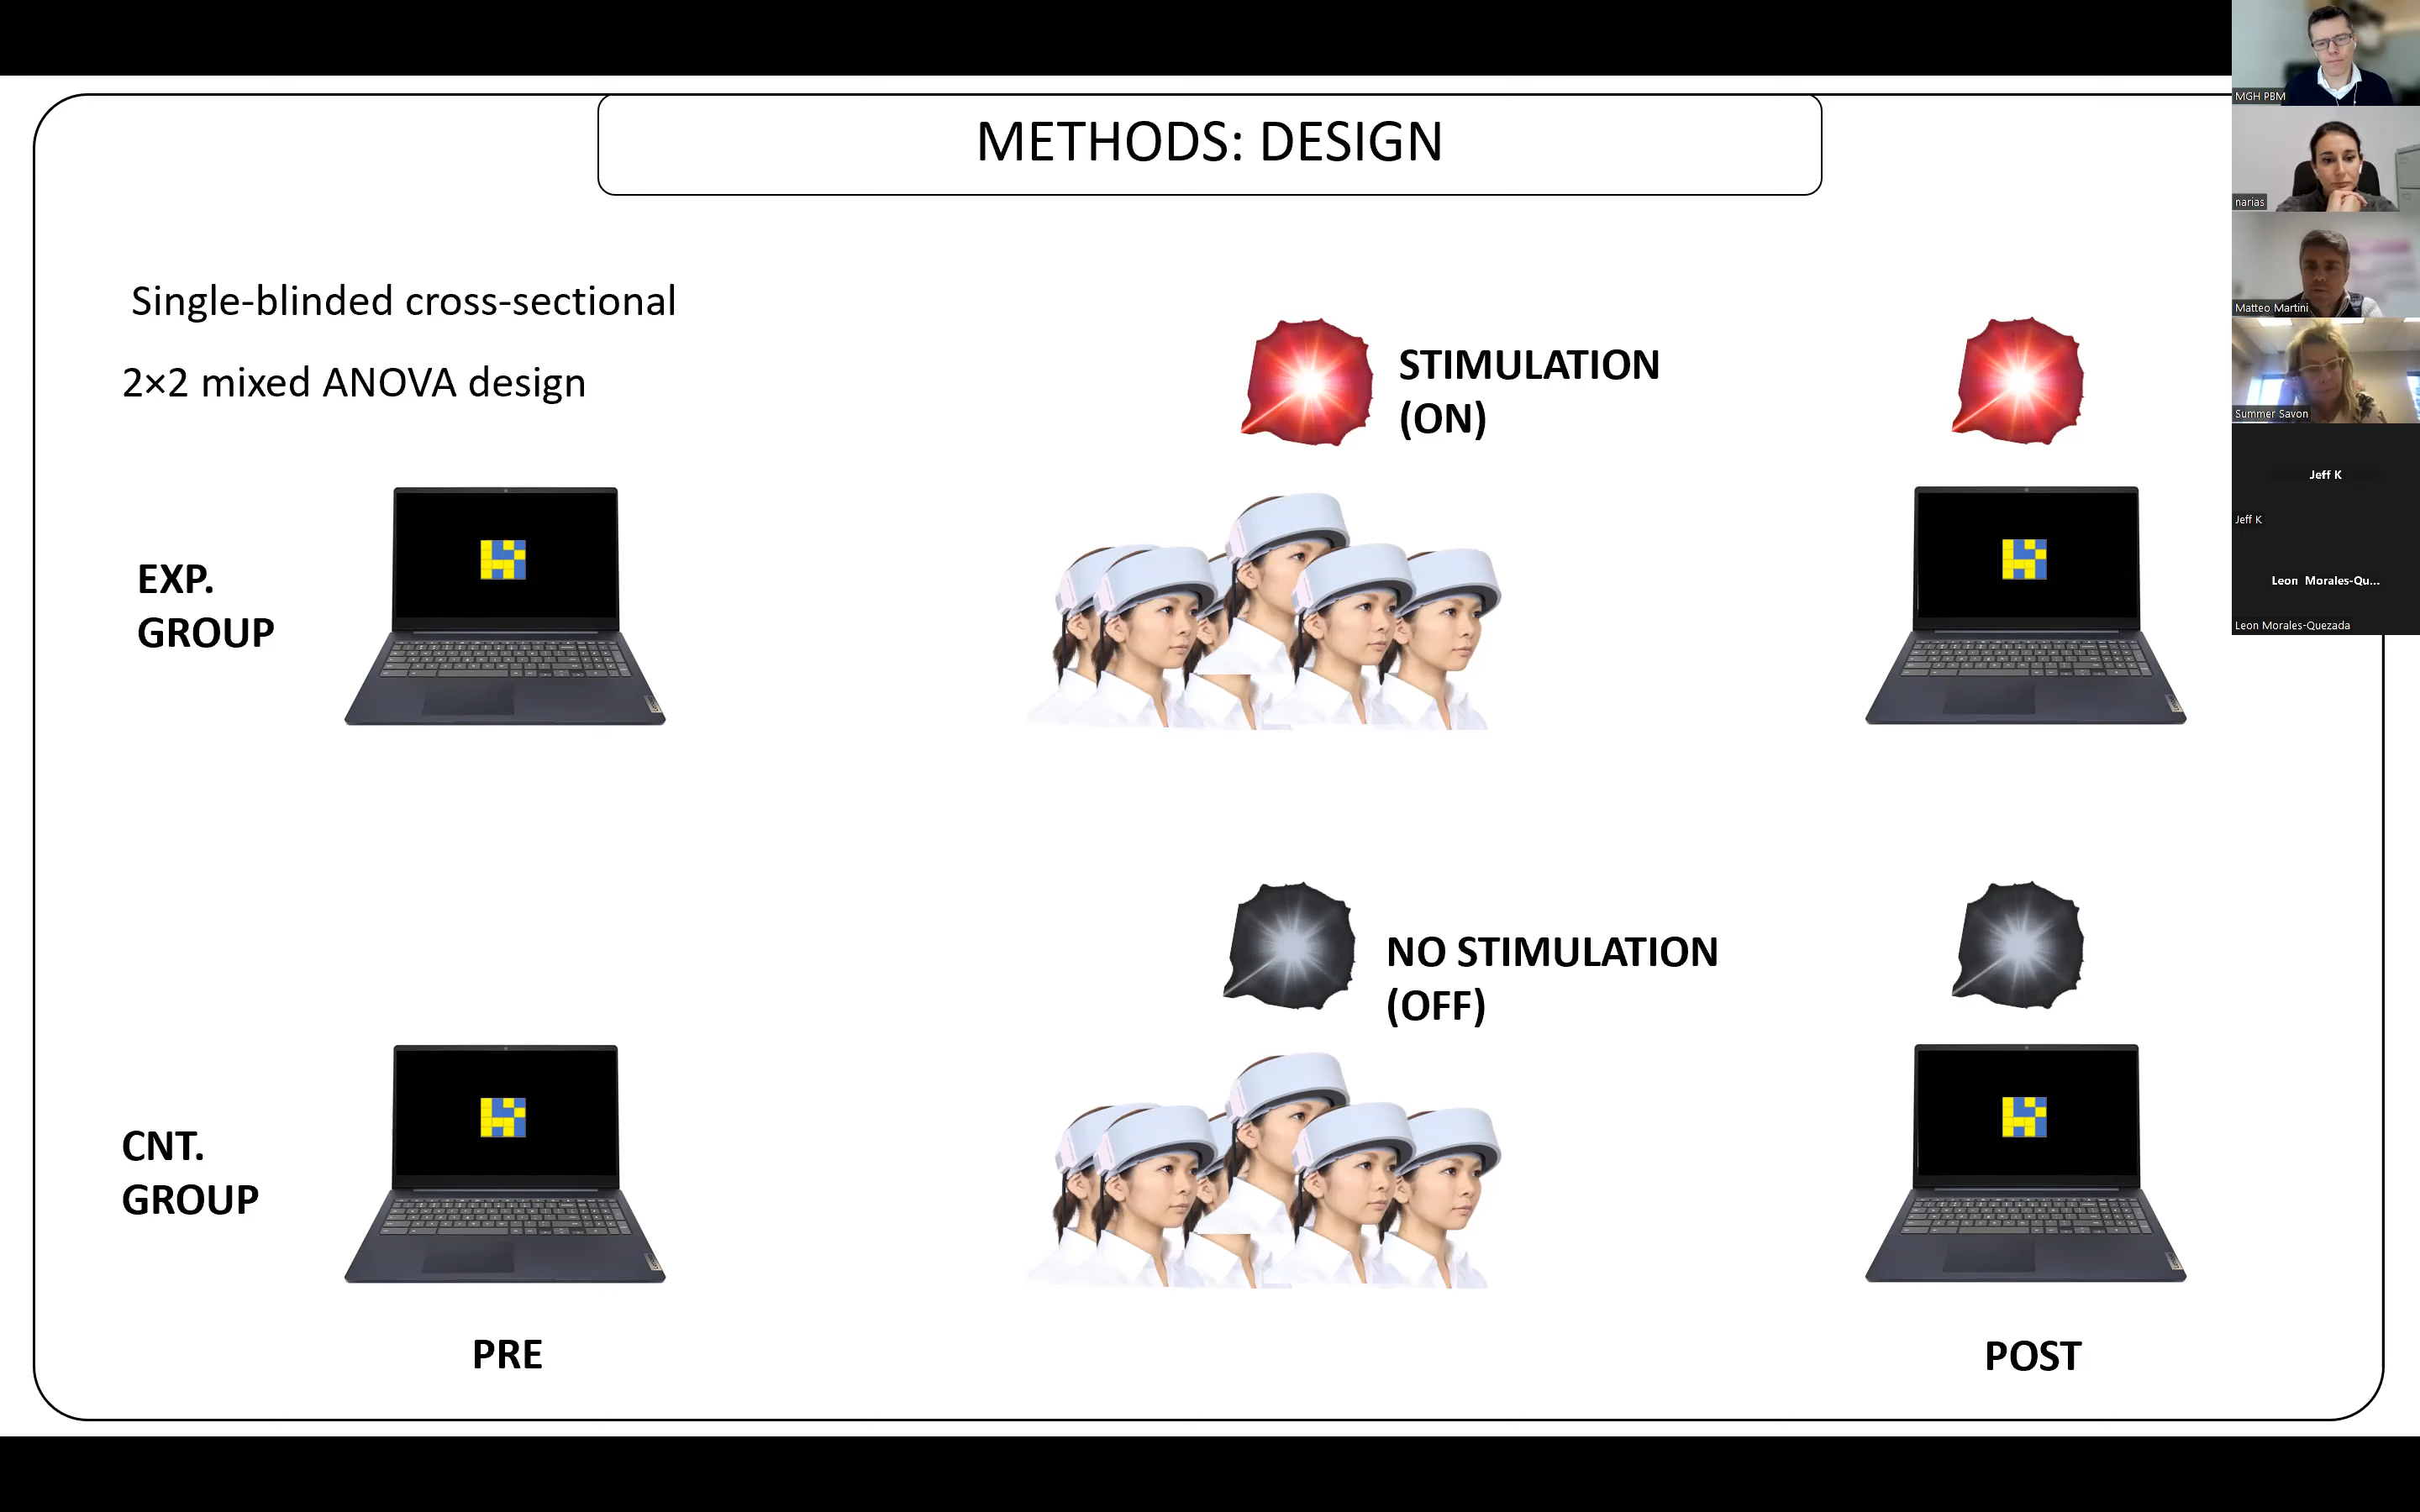 METHODS: DESIGN
Single-blinded cross-sectional
2×2 mixed ANOVA design
STIMULATION
(ON)
EXP.
GROUP
NO STIMULATION
(OFF)
CNT.
GROUP
PRE
POST
MGH PBM
narias
Matteo Martini
Summer Savon
Jeff K
Jeff K
Leon Morales-Qu...
Leon Morales-Quezada